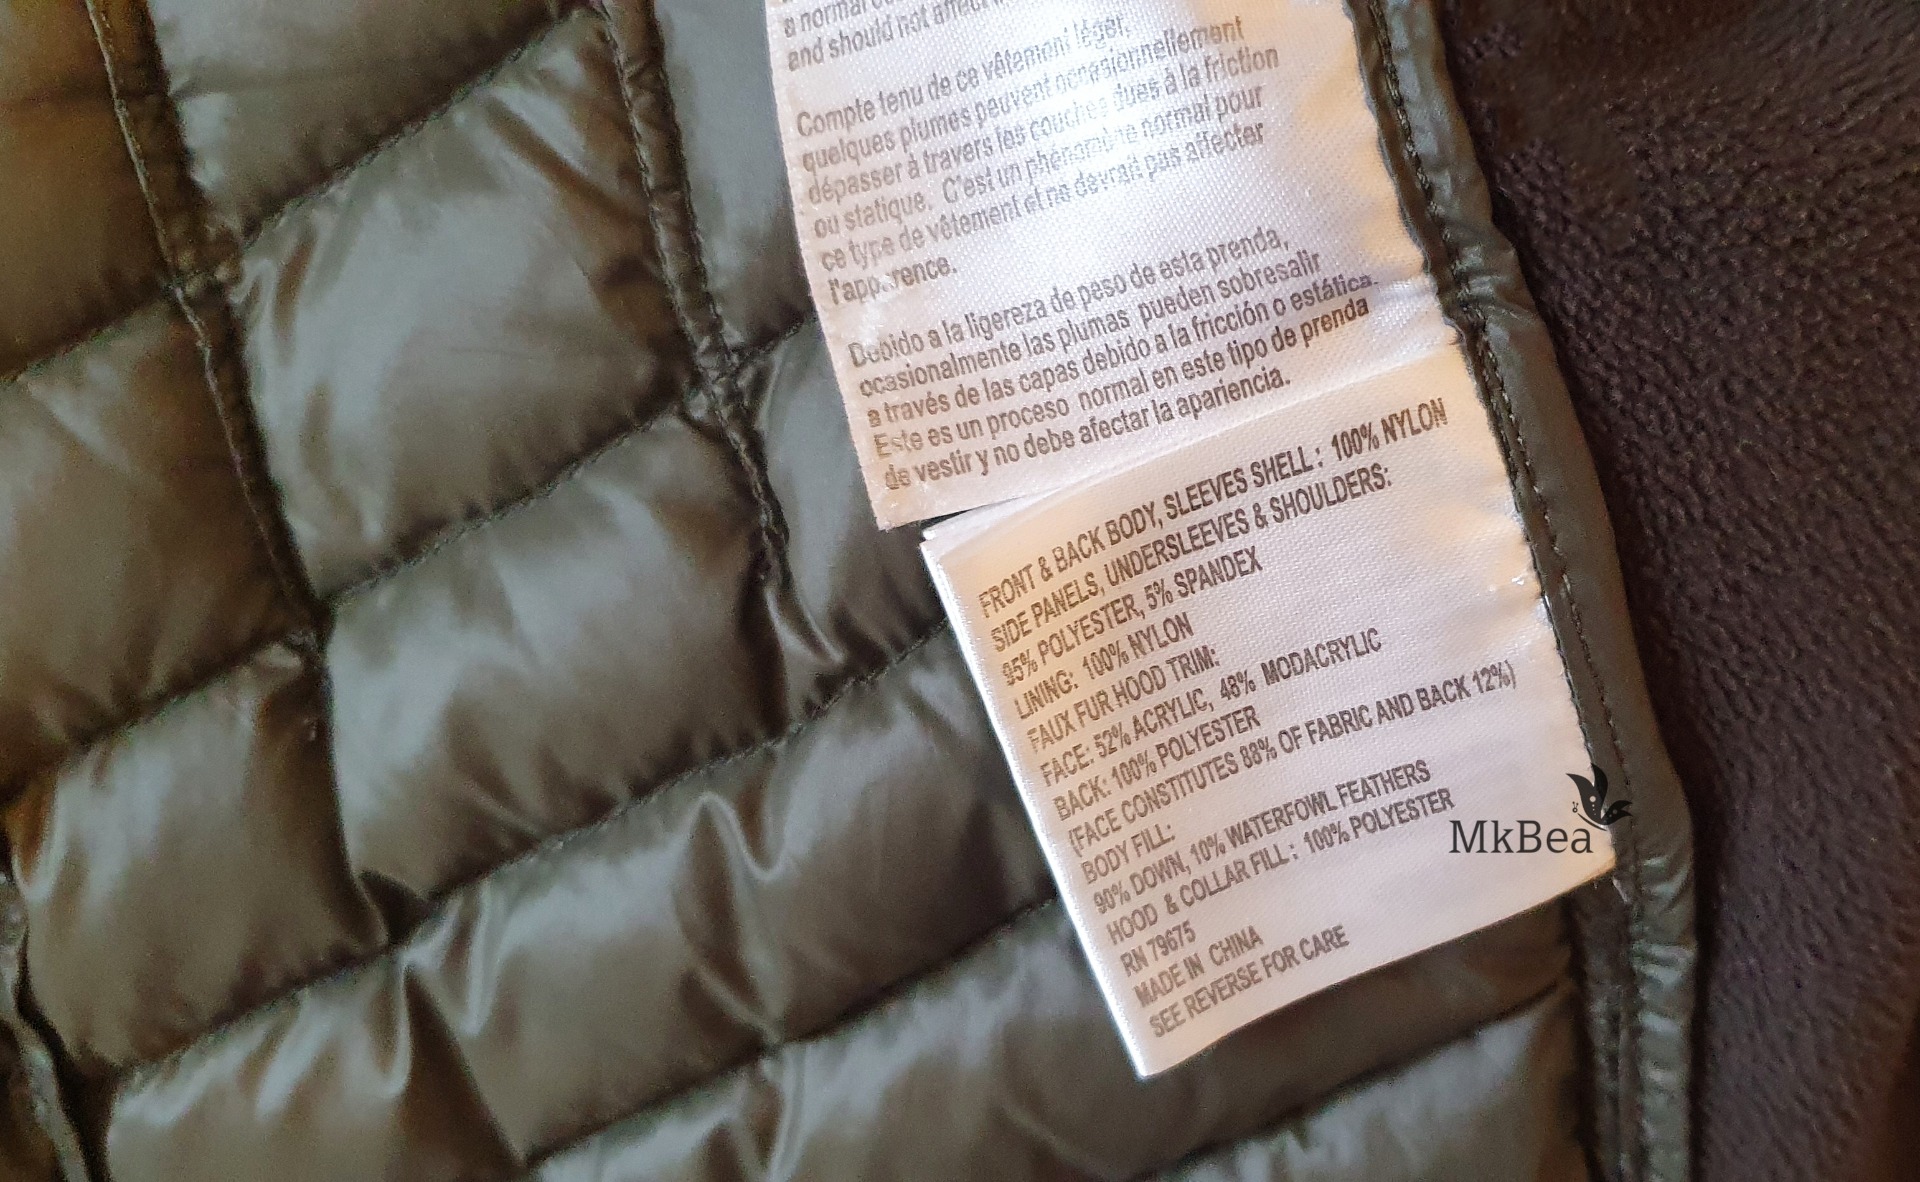 a normal
and should not affect
Compte tenu de ce vêtement léger,
quelques plumes peuvent occasionnellement
dépasser à travers les couches dues à la friction
ou statique. C'est un phénomène normal pour
ce type de vêtement et ne devrait pas affecter
l'apparence.
Debido a la ligereza de peso de esta prenda,
ocasionalmente las plumas pueden sobresalir
a través de las capas debido a la fricción o estática.
Este es un proceso normal en este tipo de prenda
de vestir y no debe afectar la apariencia.
FRONT & BACK BODY, SLEEVES SHELL : 100% NYLON
SIDE PANELS, UNDERSLEEVES & SHOULDERS:
95% POLYESTER, 5% SPANDEX
LINING: 100% NYLON
FAUX FUR HOOD TRIM:
FACE: 52% ACRYLIC, 48% MODACRYLIC
BACK: 100% POLYESTER
(FACE CONSTITUTES 88% OF FABRIC AND BACK 12%)
BODY FILL:
90% DOWN, 10% WATERFOWL FEATHERS
HOOD & COLLAR FILL : 100% POLYESTER
RN 79675
MADE IN CHINA
SEE REVERSE FOR CARE
MkBea